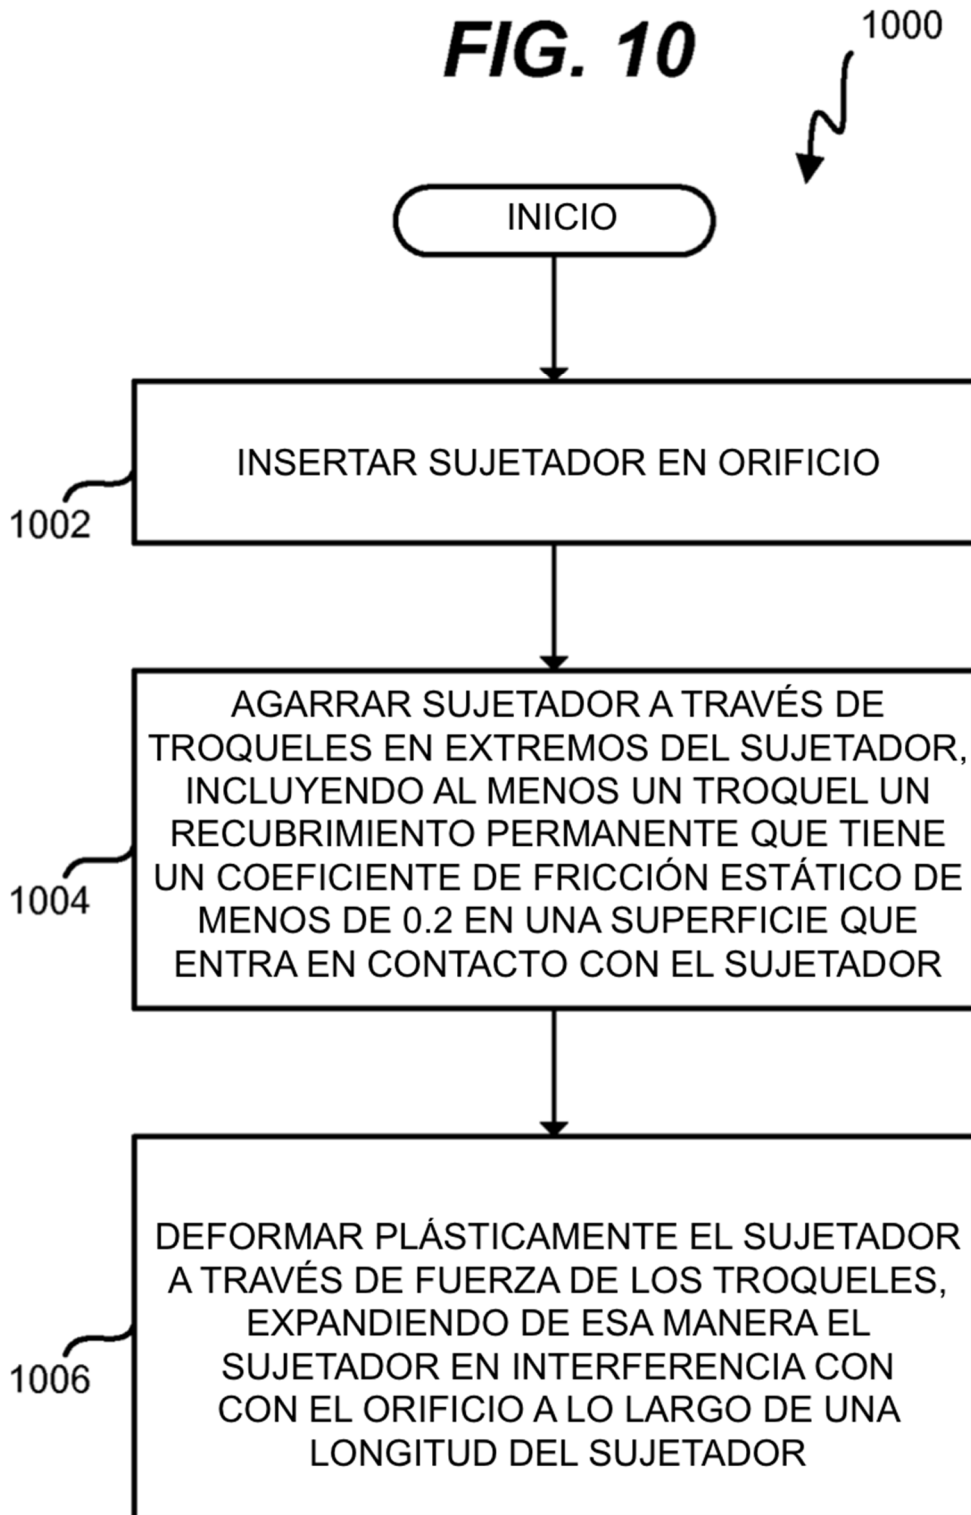 FIG. 10
1000
INICIO
INSERTAR SUJETADOR EN ORIFICIO
1002
AGARRAR SUJETADOR A TRAVÉS DE
TROQUELES EN EXTREMOS DEL SUJETADOR,
INCLUYENDO AL MENOS UN TROQUEL UN
RECUBRIMIENTO PERMANENTE QUE TIENE
UN COEFICIENTE DE FRICCIÓN ESTÁTICO DE
MENOS DE 0.2 EN UNA SUPERFICIE QUE
ENTRA EN CONTACTO CON EL SUJETADOR
1004
DEFORMAR PLÁSTICAMENTE EL SUJETADOR
A TRAVÉS DE FUERZA DE LOS TROQUELES,
EXPANDIENDO DE ESA MANERA EL
SUJETADOR EN INTERFERENCIA CON
CON EL ORIFICIO A LO LARGO DE UNA
LONGITUD DEL SUJETADOR
1006